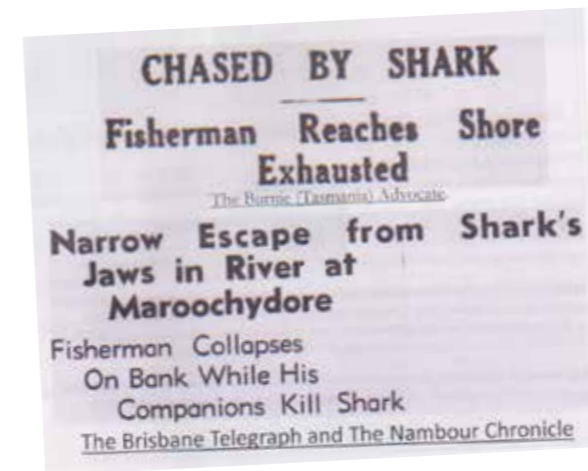 CHASED BY SHARK
Fisherman Reaches Shore
Exhausted
The Burnie (Tasmania) Advocate.
Narrow Escape from Shark's
Jaws in River at
Maroochydore
Fisherman Collapses
On Bank While His
Companions Kill Shark
The Brisbane Telegraph and The Nambour Chronicle